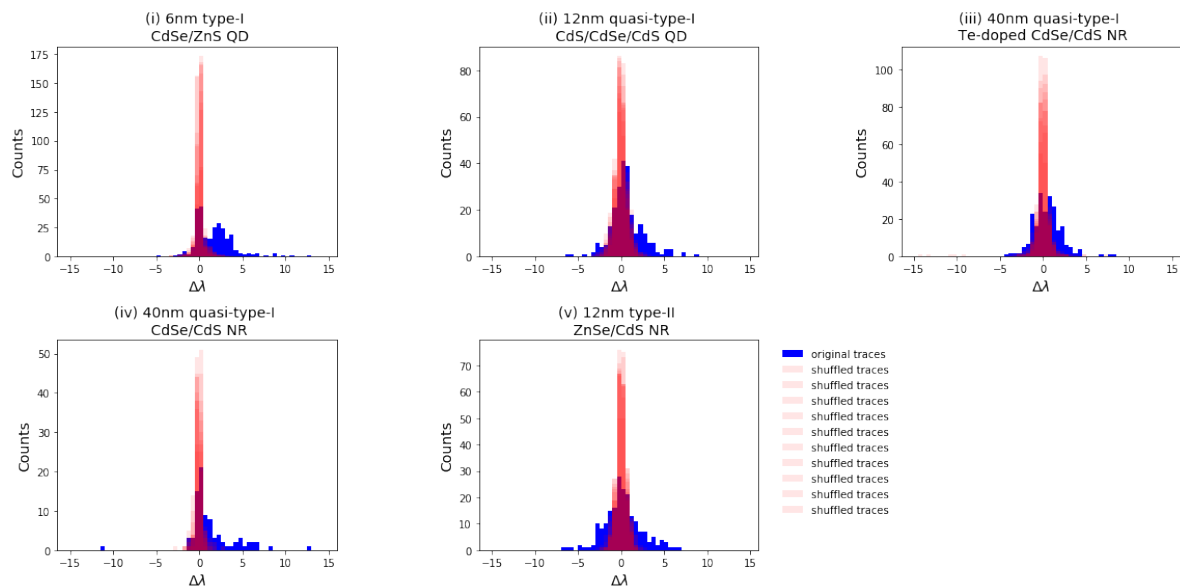 (i) 6nm type-I
CdSe/ZnS QD
Counts
175
150
125
100
75
50
25
0
−15 −10 −5 0 5 10 15
Δλ
(ii) 12nm quasi-type-I
CdS/CdSe/CdS QD
Counts
80
60
40
20
0
−15 −10 −5 0 5 10 15
Δλ
(iii) 40nm quasi-type-I
Te-doped CdSe/CdS NR
Counts
100
80
60
40
20
0
−15 −10 −5 0 5 10 15
Δλ
(iv) 40nm quasi-type-I
CdSe/CdS NR
Counts
50
40
30
20
10
0
−15 −10 −5 0 5 10 15
Δλ
(v) 12nm type-II
ZnSe/CdS NR
Counts
70
60
50
40
30
20
10
0
−15 −10 −5 0 5 10 15
Δλ
original traces
shuffled traces
shuffled traces
shuffled traces
shuffled traces
shuffled traces
shuffled traces
shuffled traces
shuffled traces
shuffled traces
shuffled traces